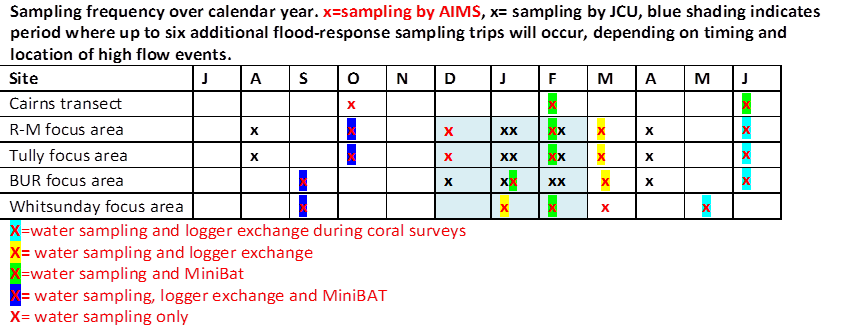 Sampling frequency over calendar year. x=sampling by AIMS, x= sampling by JCU, blue shading indicates
period where up to six additional flood-response sampling trips will occur, depending on timing and
location of high flow events.
Site J A S O N D J F M A M J
Cairns transect x x x
R-M focus area x x x xx xx x x x
Tully focus area x x x xx xx x x x
BUR focus area x x xx xx x x x
Whitsunday focus area x x x x x
X=water sampling and logger exchange during coral surveys
X= water sampling and logger exchange
X=water sampling and MiniBat
X= water sampling, logger exchange and MiniBAT
X= water sampling only